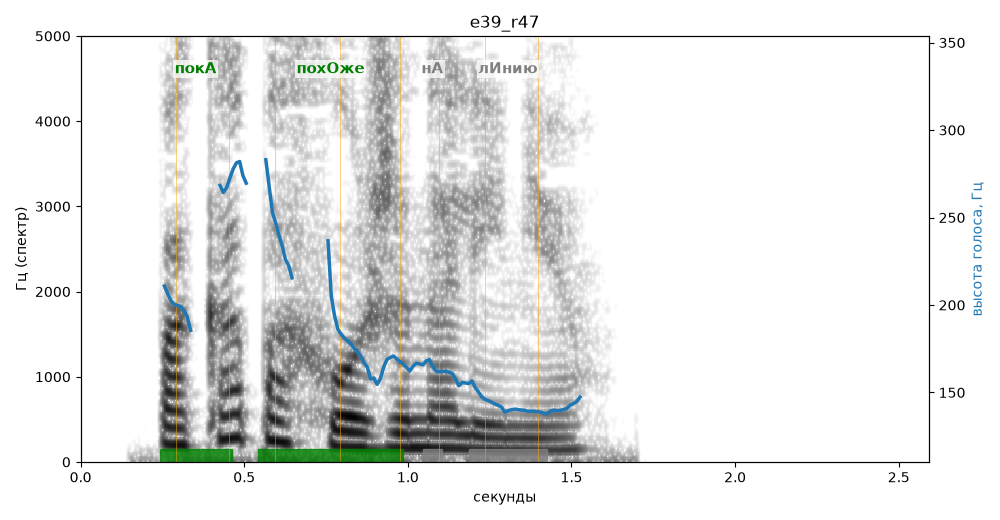 e39_r47
5000
4000
3000
2000
1000
0
Гц (спектр)
покА
похОже
нА
лИнию
350
300
250
200
150
высота голоса, Гц
0.0
0.5
1.0
1.5
2.0
2.5
секунды